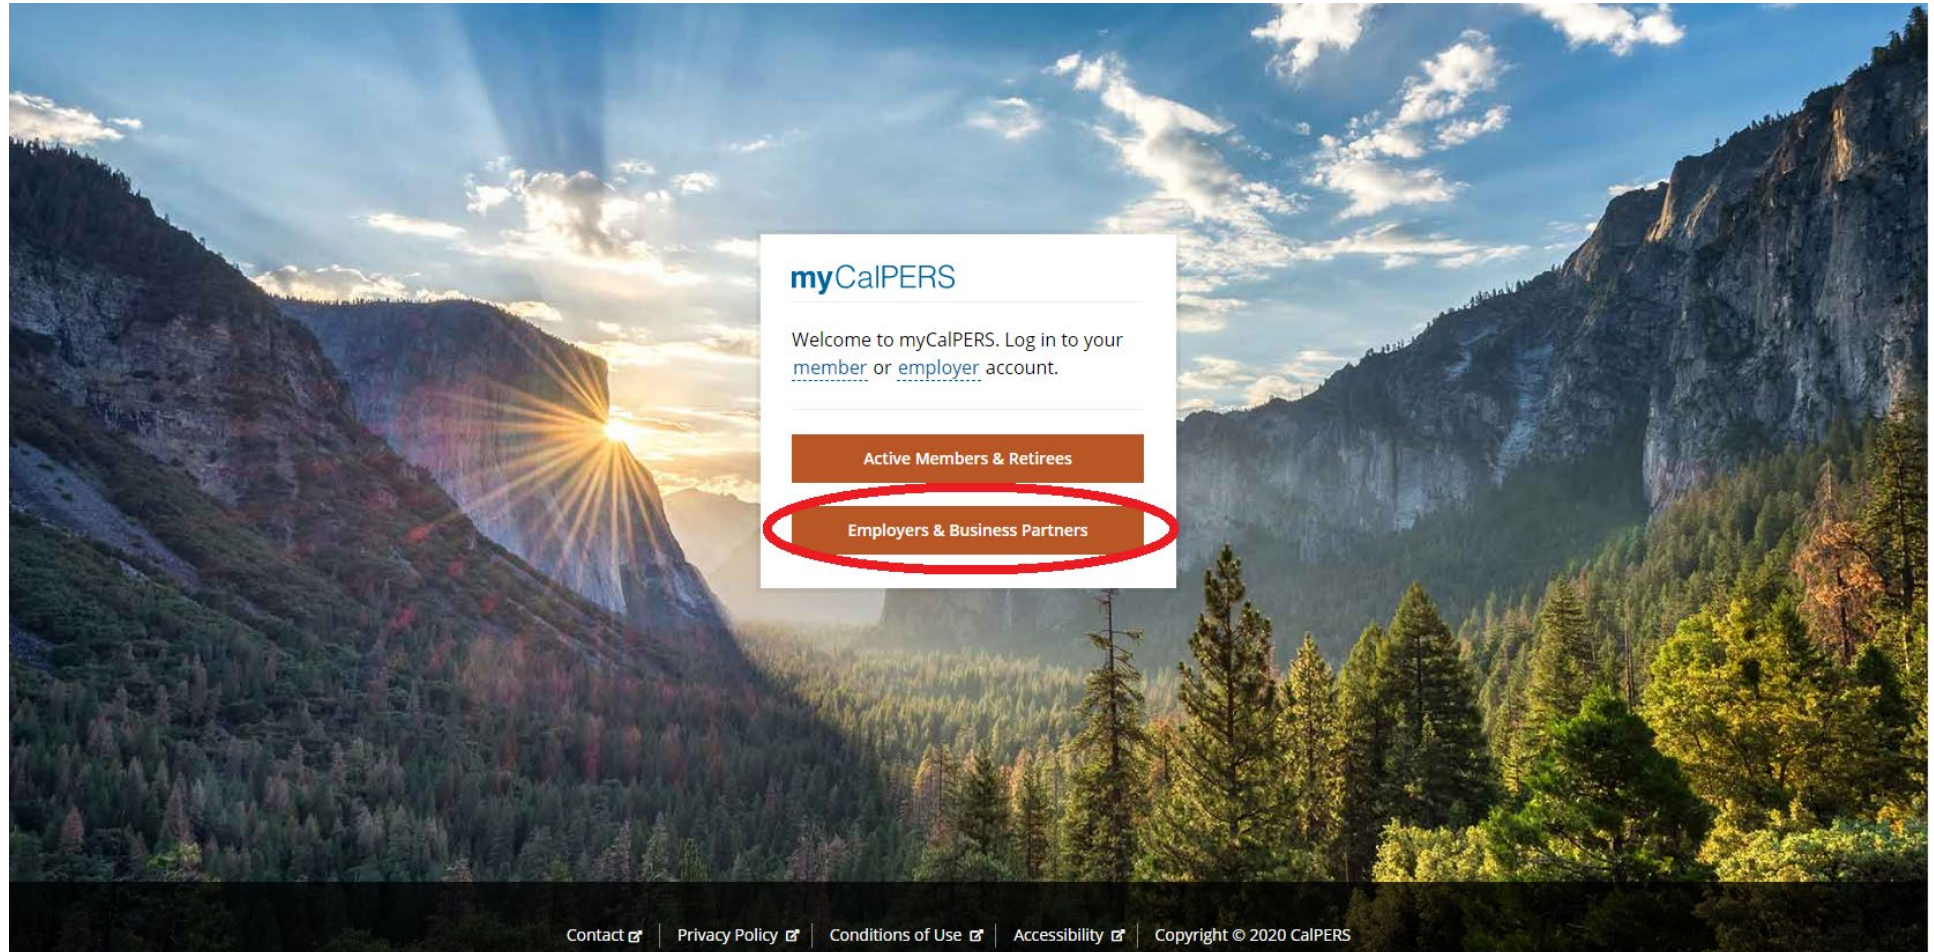 myCalPERS
Welcome to myCalPERS. Log in to your
member or employer account.
Active Members & Retirees
Employers & Business Partners
Contact | Privacy Policy | Conditions of Use | Accessibility | Copyright © 2020 CalPERS